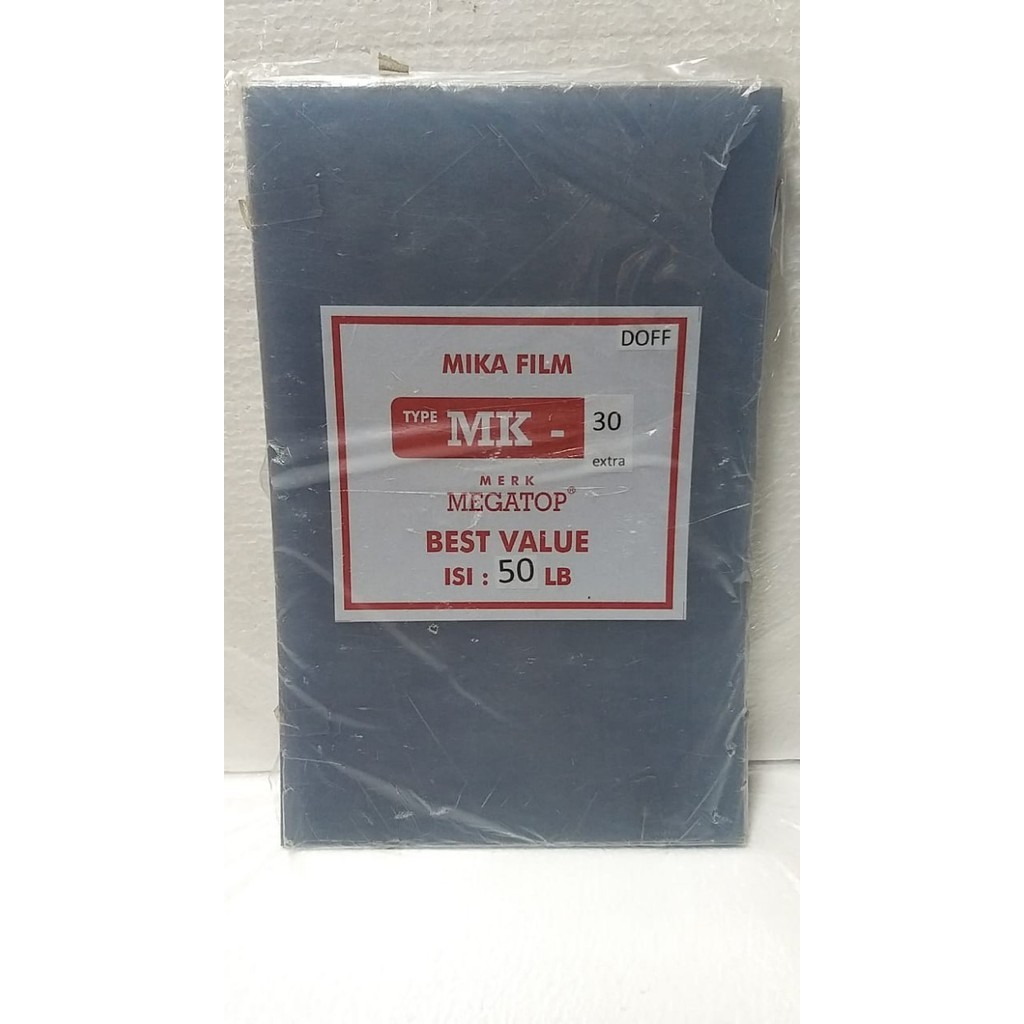 DOFF
MIKA FILM
TYPE MK - 30
extra
MERK
MEGATOP®
BEST VALUE
ISI : 50 LB